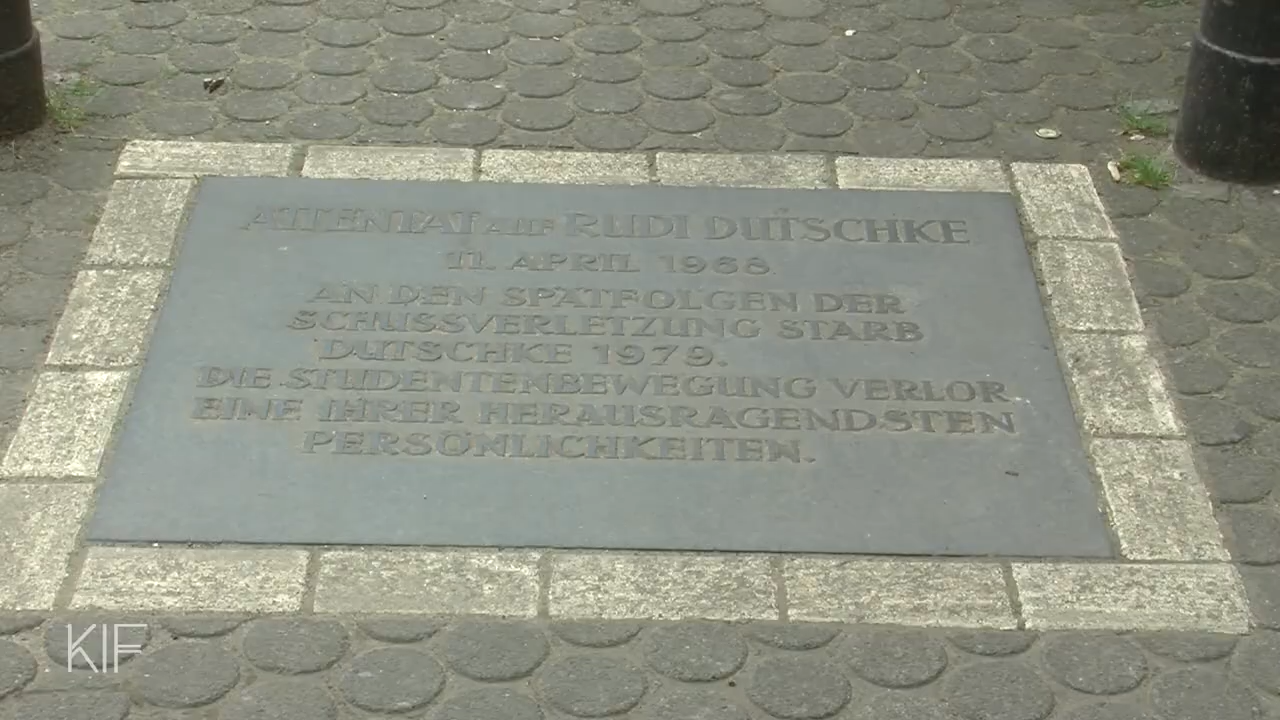 ATTENTAT AUF RUDI DUTSCHKE
11. APRIL 1968
AN DEN SPÄTFOLGEN DER
SCHUSSVERLETZUNG STARB
DUTSCHKE 1979.
DIE STUDENTENBEWEGUNG VERLOR
EINE IHRER HERAUSRAGENDSTEN
PERSÖNLICHKEITEN.
KIF